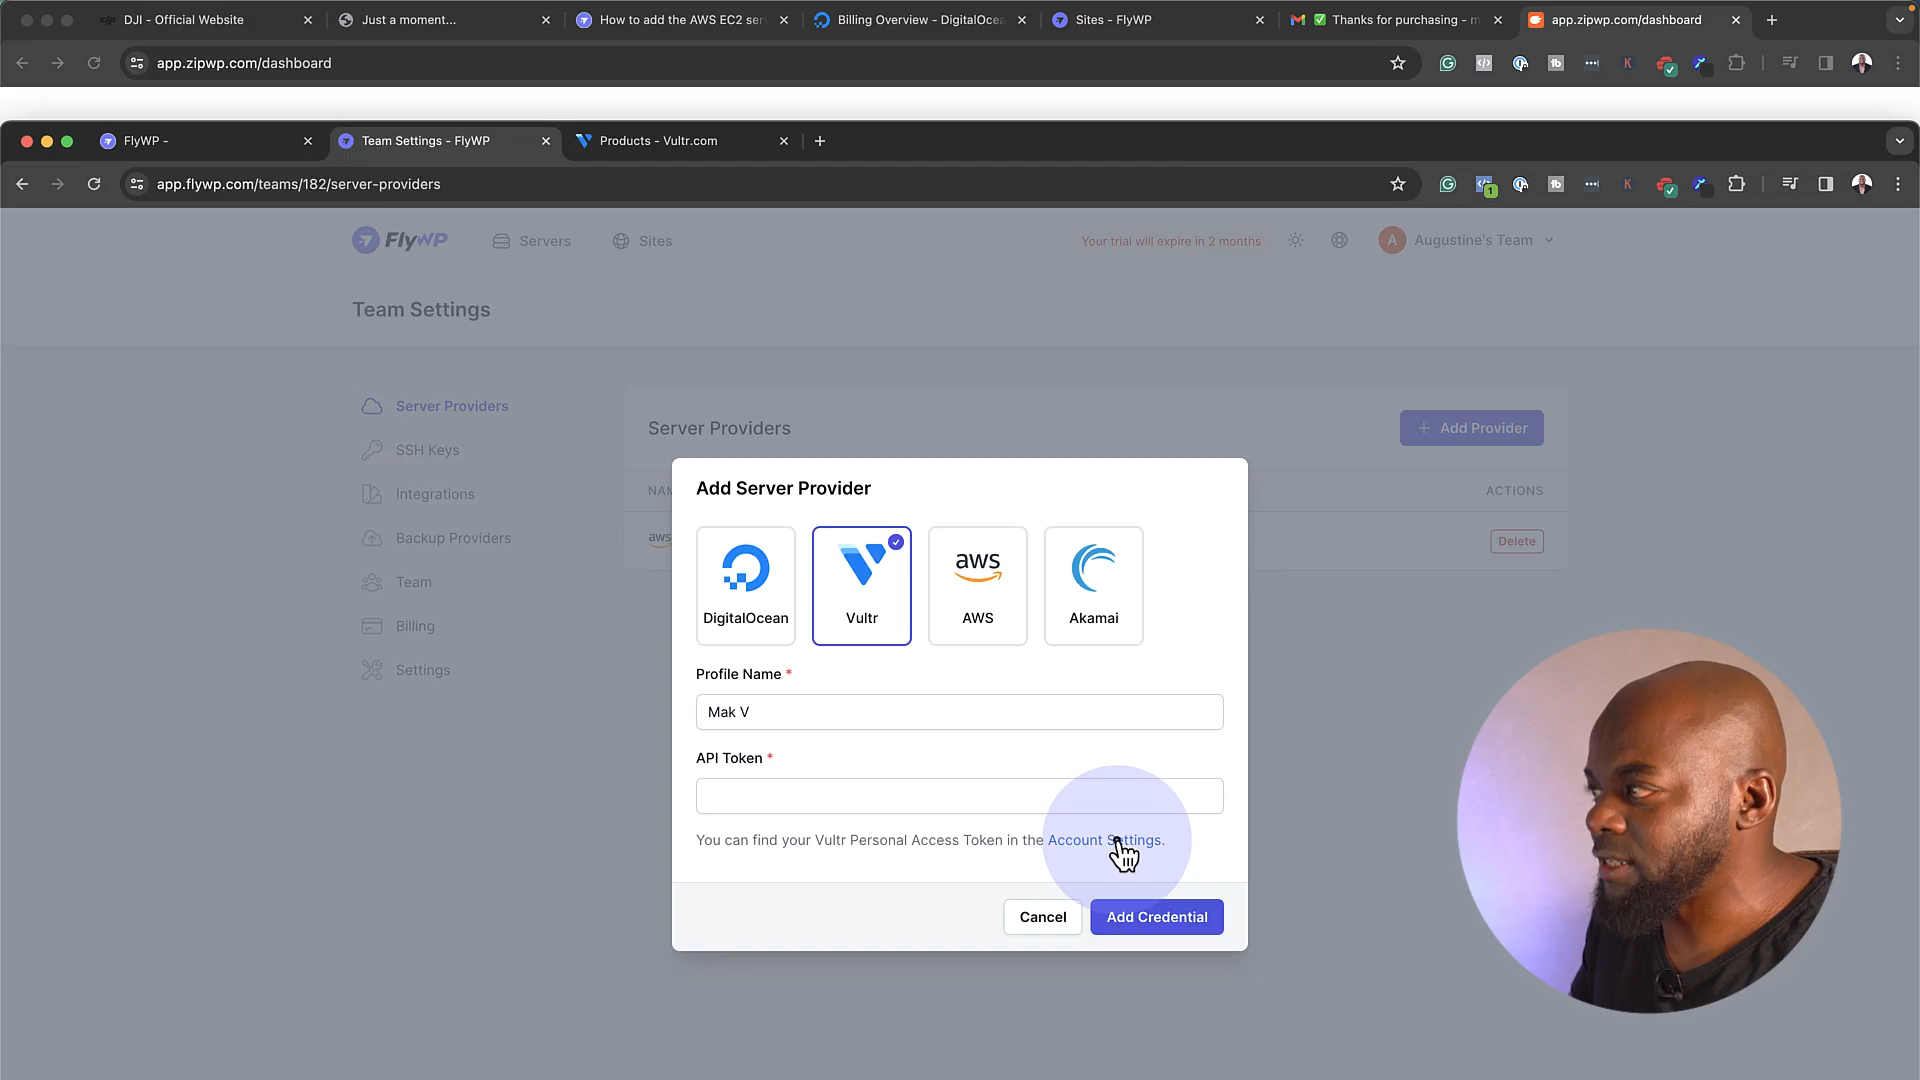 DJI - Official Website
Just a moment...
How to add the AWS EC2 ser
Billing Overview - DigitalOcea
Sites - FlyWP
Thanks for purchasing - m
app.zipwp.com/dashboard
app.zipwp.com/dashboard
FlyWP -
Team Settings - FlyWP
Products - Vultr.com
app.flywp.com/teams/182/server-providers
1
FlyWP
Servers
Sites
Your trial will expire in 2 months
A
Augustine's Team
Team Settings
Server Providers
SSH Keys
Integrations
Backup Providers
Team
Billing
Settings
Server Providers
+ Add Provider
NAM
ACTIONS
aws
Delete
Add Server Provider
DigitalOcean
Vultr
aws
AWS
Akamai
Profile Name *
Mak V
API Token *
You can find your Vultr Personal Access Token in the Account Settings.
Cancel
Add Credential